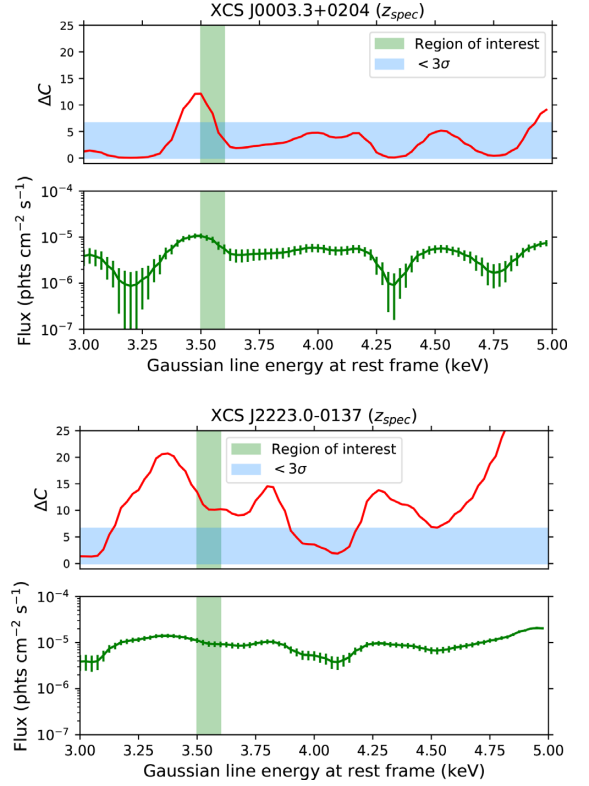 XCS J0003.3+0204 (z_spec)
25
20
15
10
5
0
ΔC
Region of interest
< 3σ
10⁻⁴
10⁻⁵
10⁻⁶
10⁻⁷
Flux (phts cm⁻² s⁻¹)
3.00 3.25 3.50 3.75 4.00 4.25 4.50 4.75 5.00
Gaussian line energy at rest frame (keV)
XCS J2223.0-0137 (z_spec)
25
20
15
10
5
0
ΔC
Region of interest
< 3σ
10⁻⁴
10⁻⁵
10⁻⁶
10⁻⁷
Flux (phts cm⁻² s⁻¹)
3.00 3.25 3.50 3.75 4.00 4.25 4.50 4.75 5.00
Gaussian line energy at rest frame (keV)